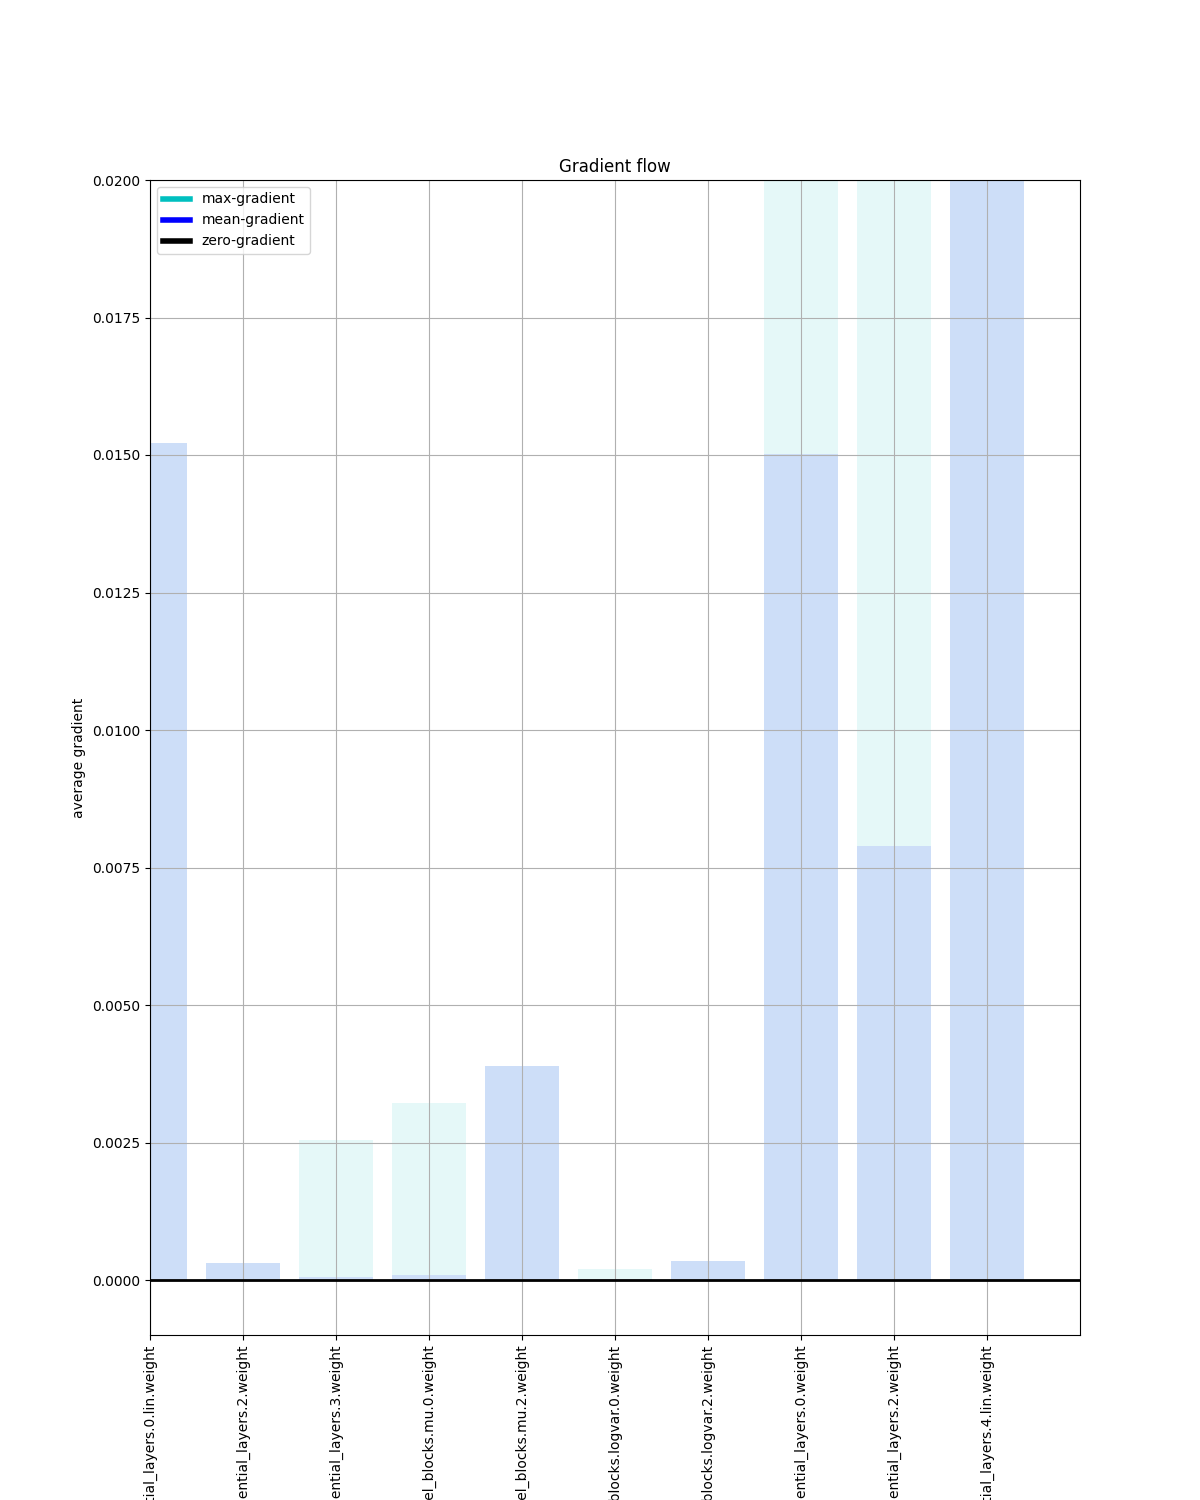 Gradient flow
max-gradient
mean-gradient
zero-gradient
0.0200
0.0175
0.0150
0.0125
0.0100
0.0075
0.0050
0.0025
0.0000
average gradient
tial_layers.0.lin.weight
ential_layers.2.weight
ential_layers.3.weight
el_blocks.mu.0.weight
el_blocks.mu.2.weight
blocks.logvar.0.weight
blocks.logvar.2.weight
ential_layers.0.weight
ential_layers.2.weight
tial_layers.4.lin.weight